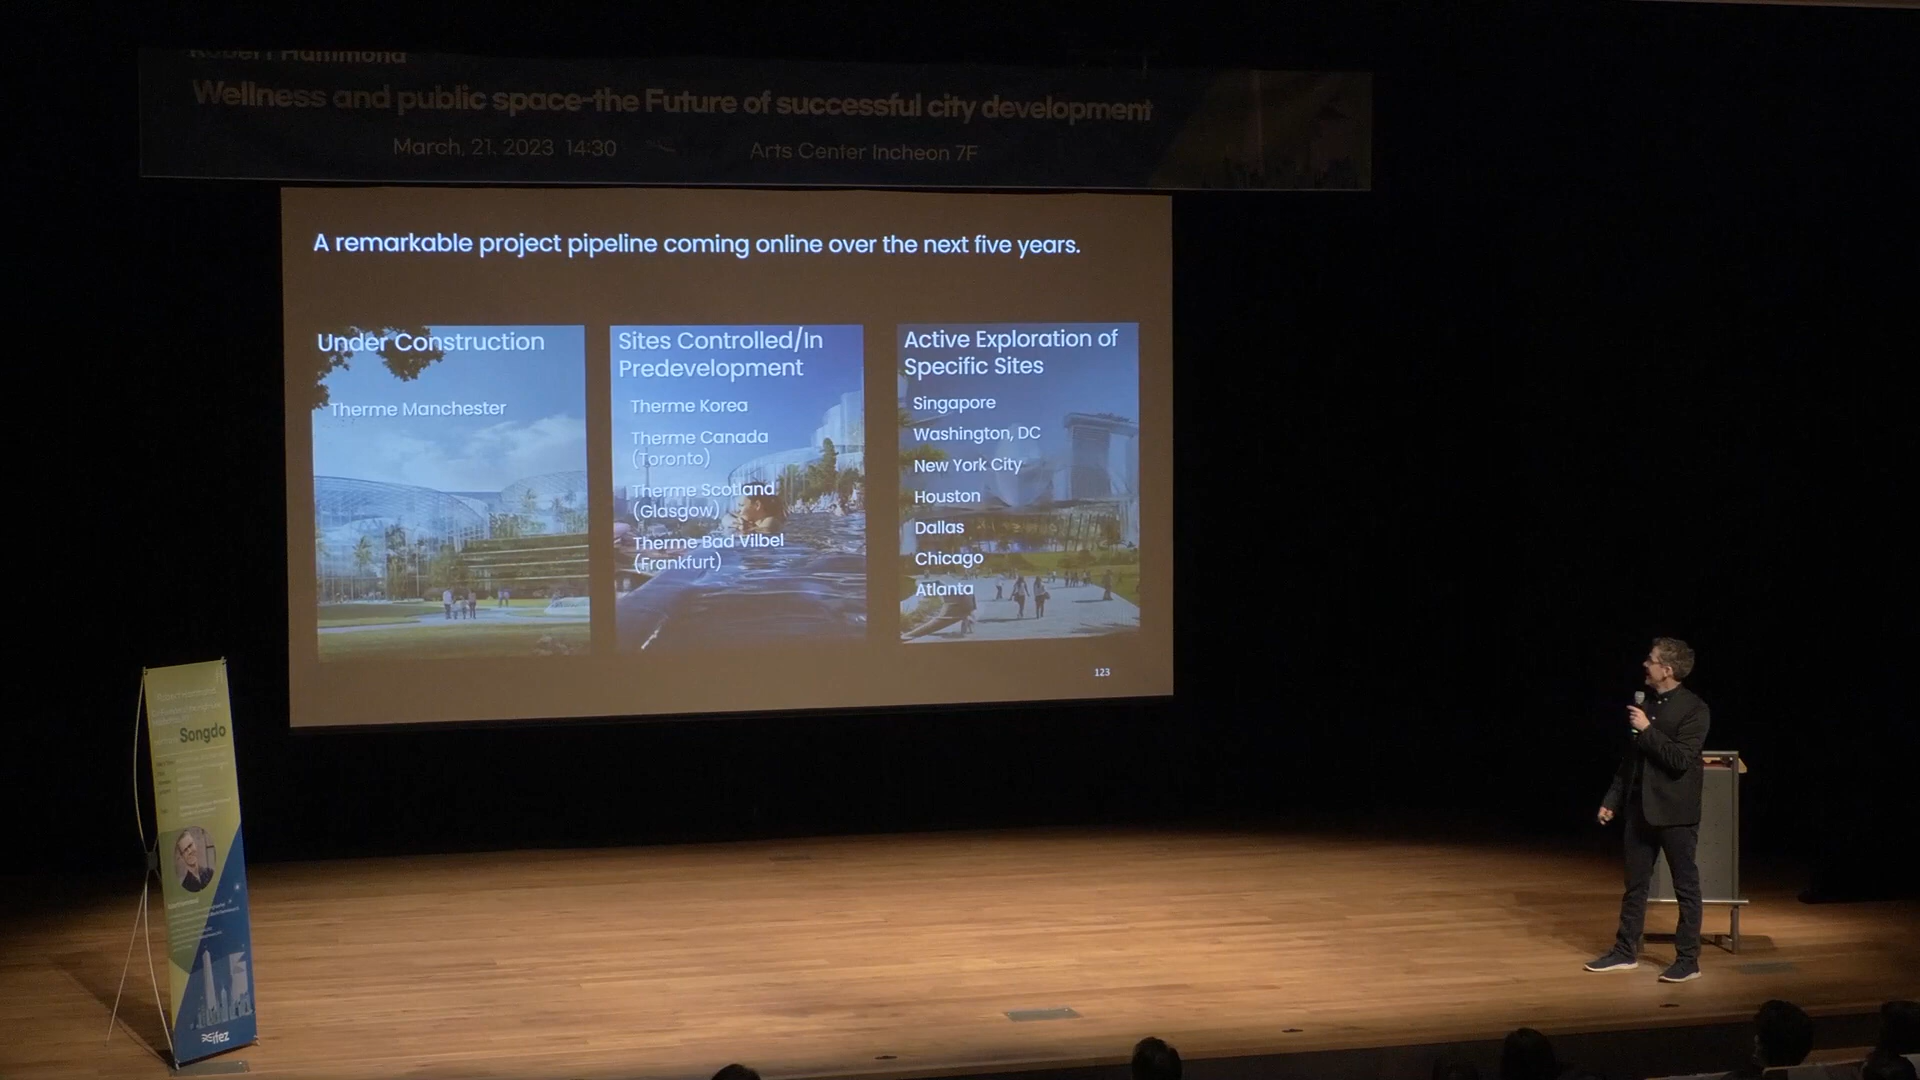 Robert Hammond
Wellness and public space-the Future of successful city development
March, 21, 2023 14:30
Arts Center Incheon 7F
A remarkable project pipeline coming online over the next five years.
Under Construction
Therme Manchester
Sites Controlled/In
Predevelopment
Therme Korea
Therme Canada
(Toronto)
Therme Scotland
(Glasgow)
Therme Bad Vilbel
(Frankfurt)
Active Exploration of
Specific Sites
Singapore
Washington, DC
New York City
Houston
Dallas
Chicago
Atlanta
123
Songdo
ifez